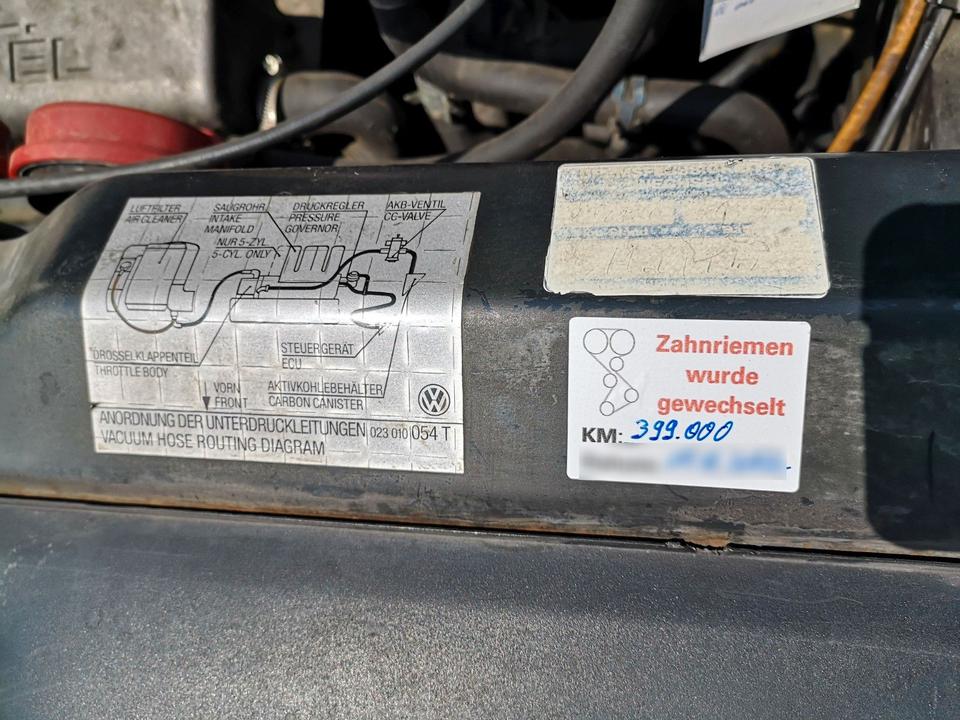 LUFTFILTER
AIR CLEANER
SAUGROHR
INTAKE
MANIFOLD
NUR 5-ZYL.
5-CYL. ONLY
DRUCKREGLER
PRESSURE
GOVERNOR
AKB-VENTIL
CC-VALVE
DROSSELKLAPPENTEIL
THROTTLE BODY
STEUERGERÄT
ECU
VORN
FRONT
AKTIVKOHLEBEHÄLTER
CARBON CANISTER
ANORDNUNG DER UNTERDRUCKLEITUNGEN 023 010 054 T
VACUUM HOSE ROUTING DIAGRAM
Zahnriemen
wurde
gewechselt
KM: 399.000